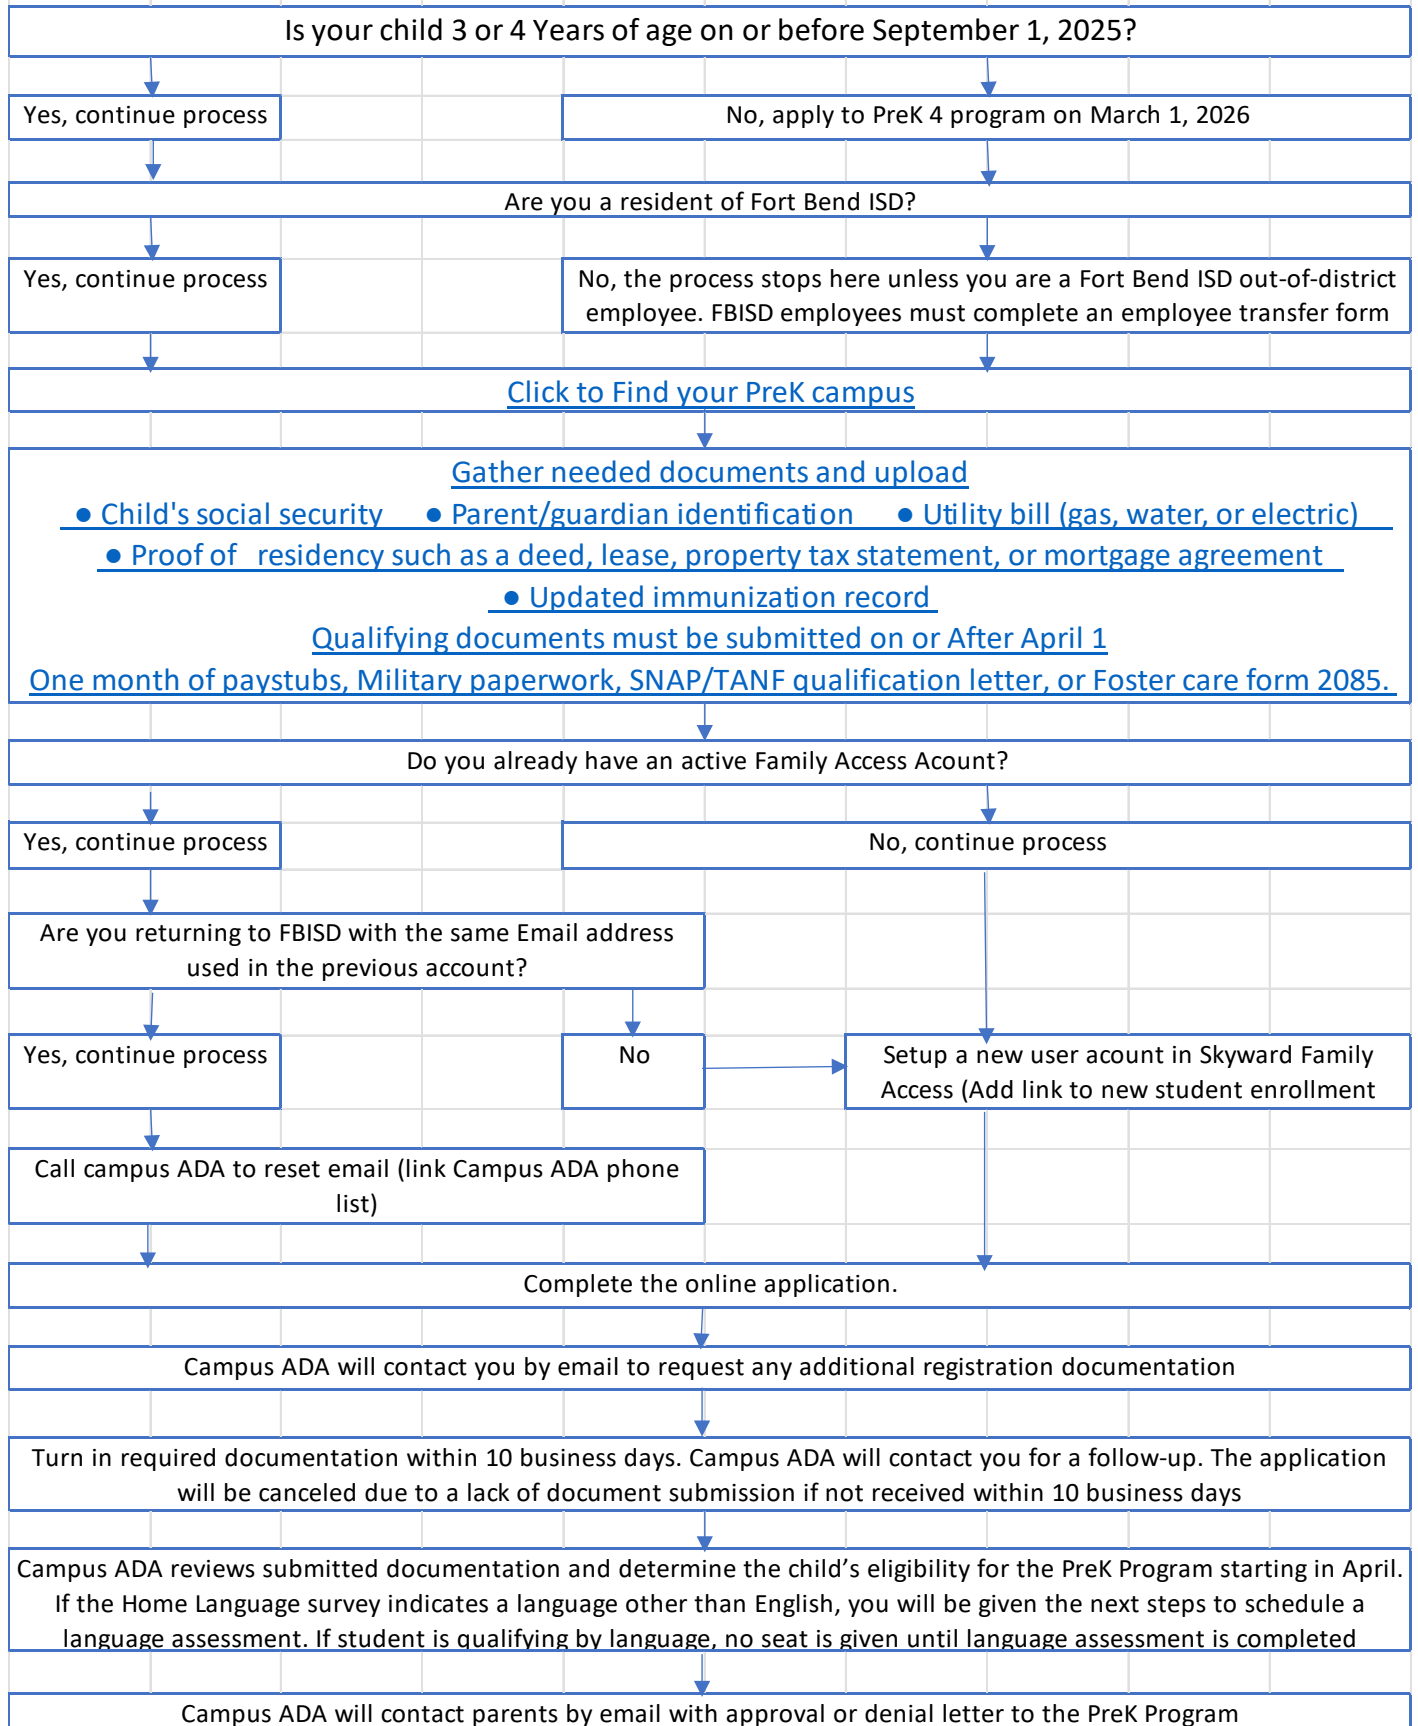 Is your child 3 or 4 Years of age on or before September 1, 2025?
Yes, continue process
No, apply to PreK 4 program on March 1, 2026
Are you a resident of Fort Bend ISD?
Yes, continue process
No, the process stops here unless you are a Fort Bend ISD out-of-district
employee. FBISD employees must complete an employee transfer form
Click to Find your PreK campus
Gather needed documents and upload
● Child's social security ● Parent/guardian identification ● Utility bill (gas, water, or electric)
● Proof of residency such as a deed, lease, property tax statement, or mortgage agreement
● Updated immunization record
Qualifying documents must be submitted on or After April 1
One month of paystubs, Military paperwork, SNAP/TANF qualification letter, or Foster care form 2085.
Do you already have an active Family Access Acount?
Yes, continue process
No, continue process
Are you returning to FBISD with the same Email address
used in the previous account?
Yes, continue process
No
Setup a new user acount in Skyward Family
Access (Add link to new student enrollment
Call campus ADA to reset email (link Campus ADA phone
list)
Complete the online application.
Campus ADA will contact you by email to request any additional registration documentation
Turn in required documentation within 10 business days. Campus ADA will contact you for a follow-up. The application
will be canceled due to a lack of document submission if not received within 10 business days
Campus ADA reviews submitted documentation and determine the child’s eligibility for the PreK Program starting in April.
If the Home Language survey indicates a language other than English, you will be given the next steps to schedule a
language assessment. If student is qualifying by language, no seat is given until language assessment is completed
Campus ADA will contact parents by email with approval or denial letter to the PreK Program